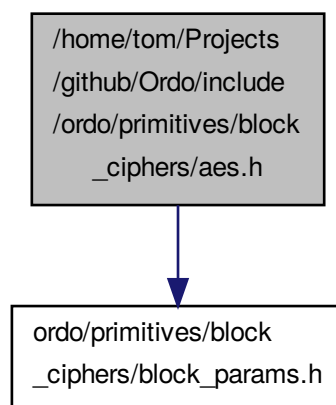 /home/tom/Projects
/github/Ordo/include
/ordo/primitives/block
_ciphers/aes.h
ordo/primitives/block
_ciphers/block_params.h